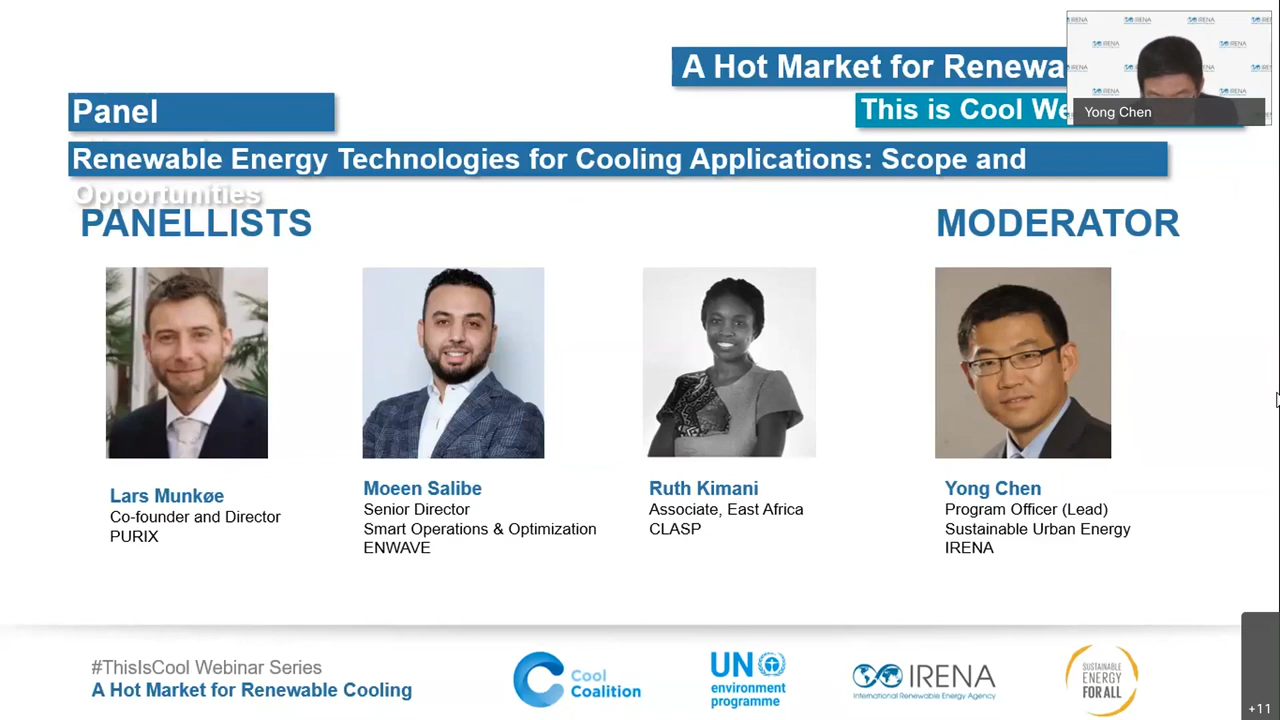 A Hot Market for Renewa
This is Cool We
Yong Chen
Panel
Renewable Energy Technologies for Cooling Applications: Scope and
Opportunities
PANELLISTS
MODERATOR
Lars Munkøe
Co-founder and Director
PURIX
Moeen Salibe
Senior Director
Smart Operations & Optimization
ENWAVE
Ruth Kimani
Associate, East Africa
CLASP
Yong Chen
Program Officer (Lead)
Sustainable Urban Energy
IRENA
#ThisIsCool Webinar Series
A Hot Market for Renewable Cooling
Cool
Coalition
UN
environment
programme
IRENA
International Renewable Energy Agency
SUSTAINABLE
ENERGY
FOR ALL
+11